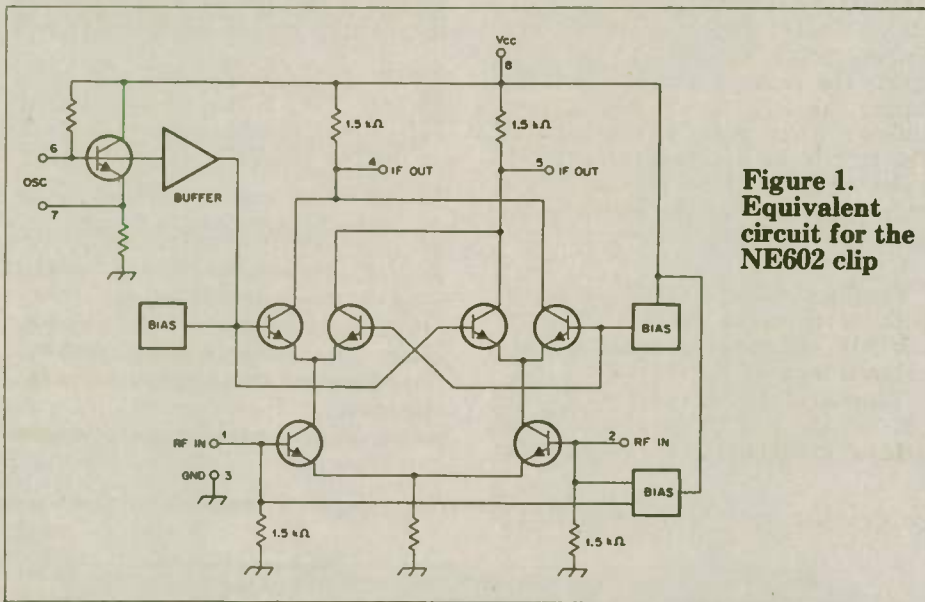 Vcc
8
1.5 kΩ
1.5 kΩ
6
4
IF OUT
5
IF OUT
OSC
7
BUFFER
Figure 1.
Equivalent
circuit for the
NE602 clip
BIAS
BIAS
RF IN 1
2 RF IN
GND 3
BIAS
1.5 kΩ
1.5 kΩ